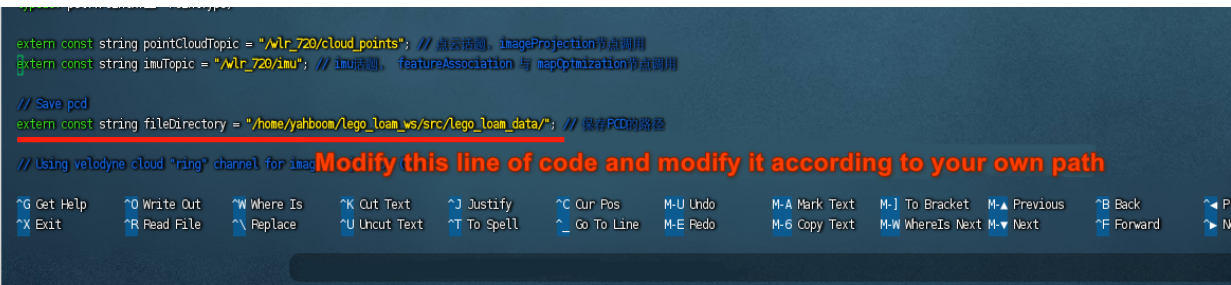 extern const string pointCloudTopic = "/wlr_720/cloud_points"; // 点云话题，imageProjection节点调用
extern const string imuTopic = "/wlr_720/imu"; // imu话题， featureAssociation 与 mapOptmization节点调用
// Save pcd
extern const string fileDirectory = "/home/yahboom/lego_loam_ws/src/lego_loam_data/"; // 保存PCD的路径
// Using velodyne cloud "ring" channel for imag
Modify this line of code and modify it according to your own path
^G Get Help ^O Write Out ^W Where Is ^K Cut Text ^J Justify ^C Cur Pos M-U Undo M-A Mark Text M-] To Bracket M-▲ Previous ^B Back ^◀ P
^X Exit ^R Read File ^\ Replace ^U Uncut Text ^T To Spell ^_ Go To Line M-E Redo M-6 Copy Text M-W WhereIs Next M-▼ Next ^F Forward ^▶ N